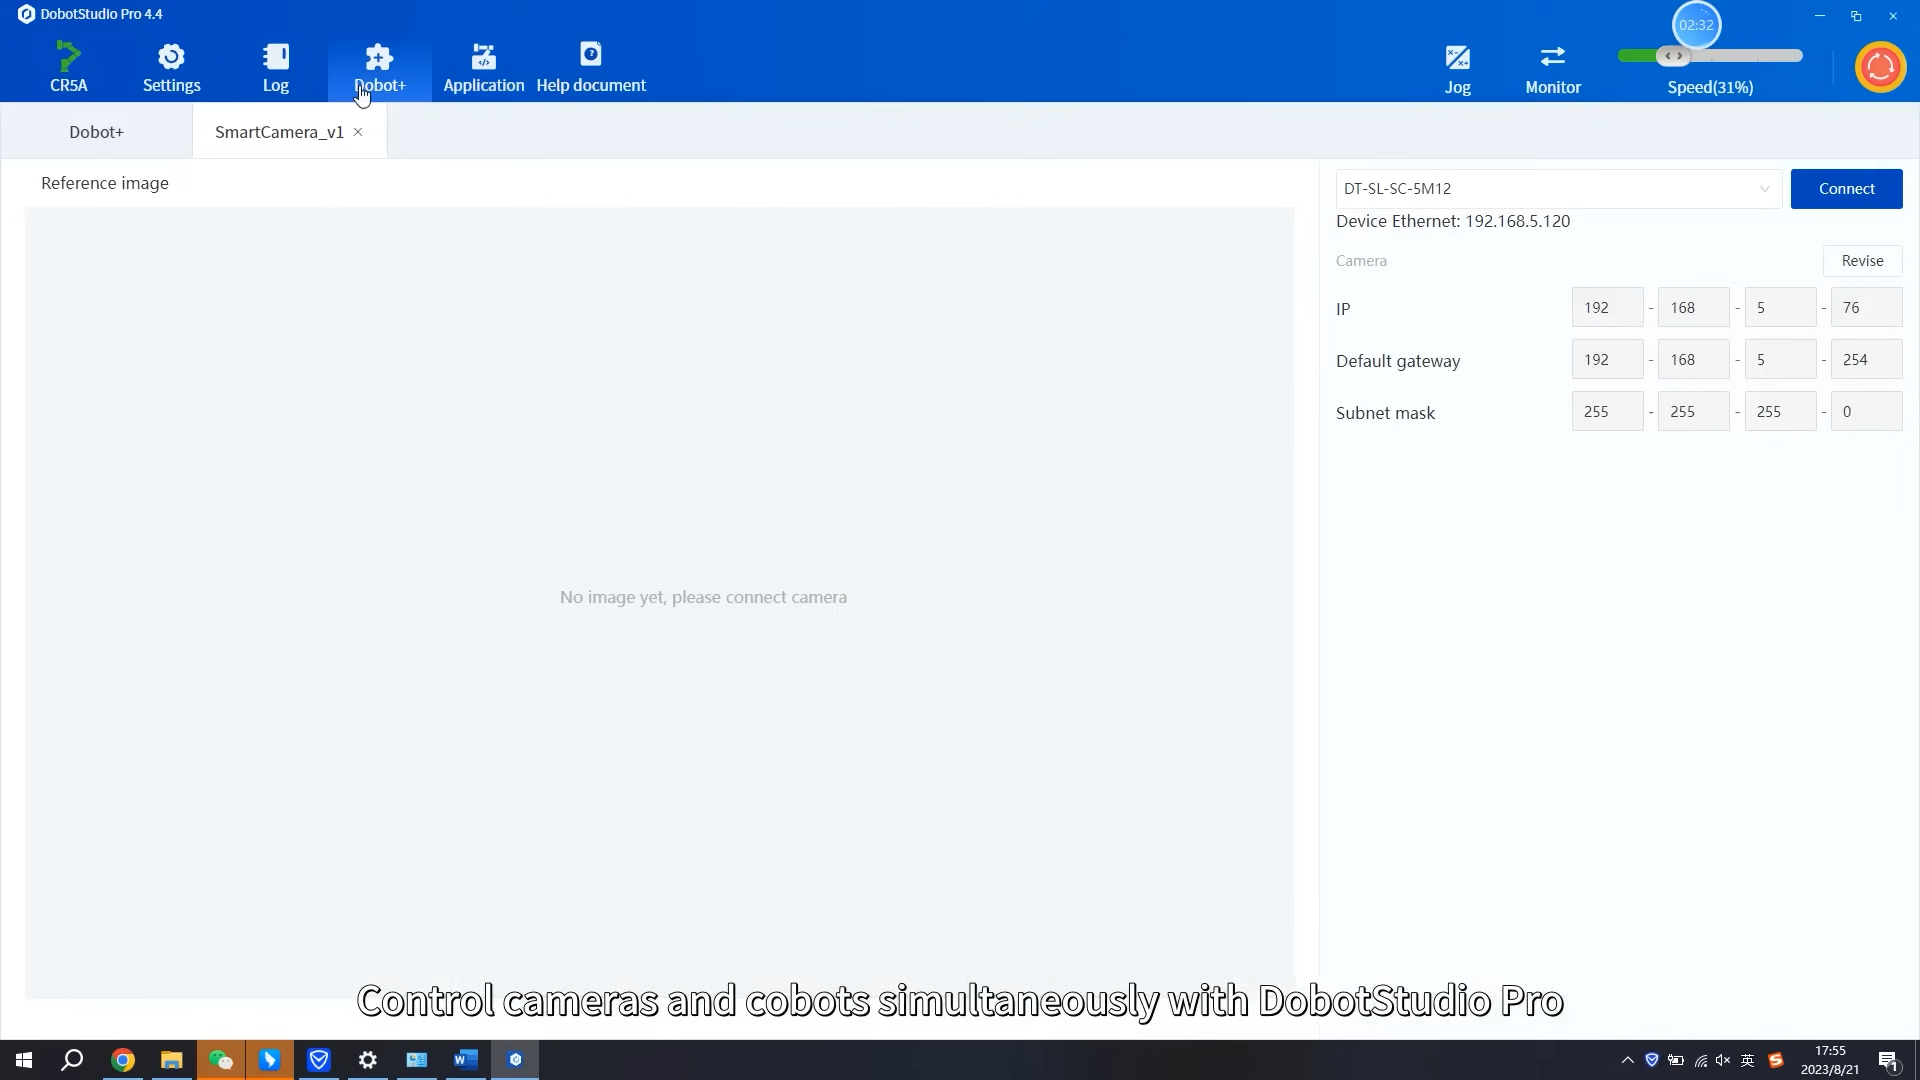 DobotStudio Pro 4.4
02:32
CR5A
Settings
Log
Dobot+
Application
Help document
Jog
Monitor
Speed(31%)
Dobot+
SmartCamera_v1
Reference image
DT-SL-SC-5M12
Connect
Device Ethernet: 192.168.5.120
Camera
Revise
IP
192 - 168 - 5 - 76
Default gateway
192 - 168 - 5 - 254
Subnet mask
255 - 255 - 255 - 0
No image yet, please connect camera
Control cameras and cobots simultaneously with DobotStudio Pro
英
17:55
2023/8/21
1